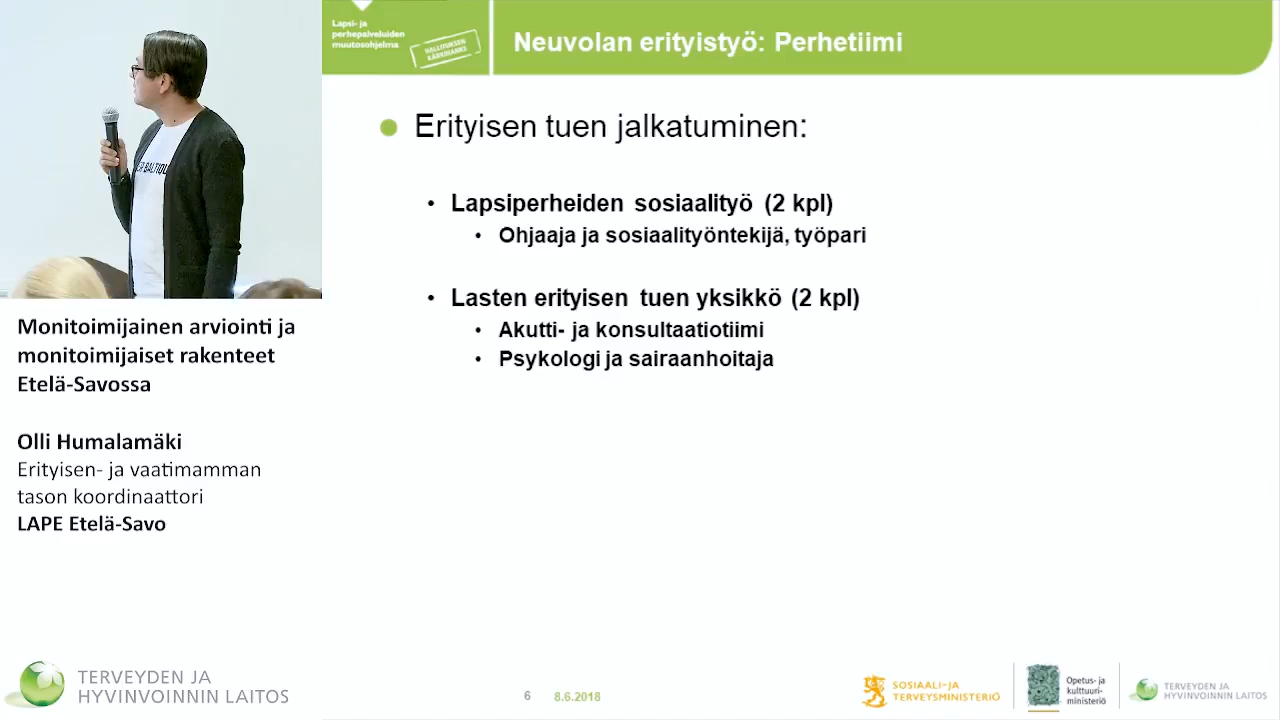 Lapsi- ja
perhepalveluiden
muutosohjelma
HALLITUKSEN
KÄRKIHANKE
Neuvolan erityistyö: Perhetiimi
Erityisen tuen jalkatuminen:
Lapsiperheiden sosiaalityö (2 kpl)
Ohjaaja ja sosiaalityöntekijä, työpari
Lasten erityisen tuen yksikkö (2 kpl)
Akutti- ja konsultaatiotiimi
Psykologi ja sairaanhoitaja
Monitoimijainen arviointi ja
monitoimijaiset rakenteet
Etelä-Savossa
Olli Humalamäki
Erityisen- ja vaatimamman
tason koordinaattori
LAPE Etelä-Savo
TERVEYDEN JA
HYVINVOINNIN LAITOS
6 8.6.2018
SOSIAALI- JA
TERVEYSMINISTERIÖ
Opetus- ja
kulttuuri-
ministeriö
TERVEYDEN JA
HYVINVOINNIN LAITOS